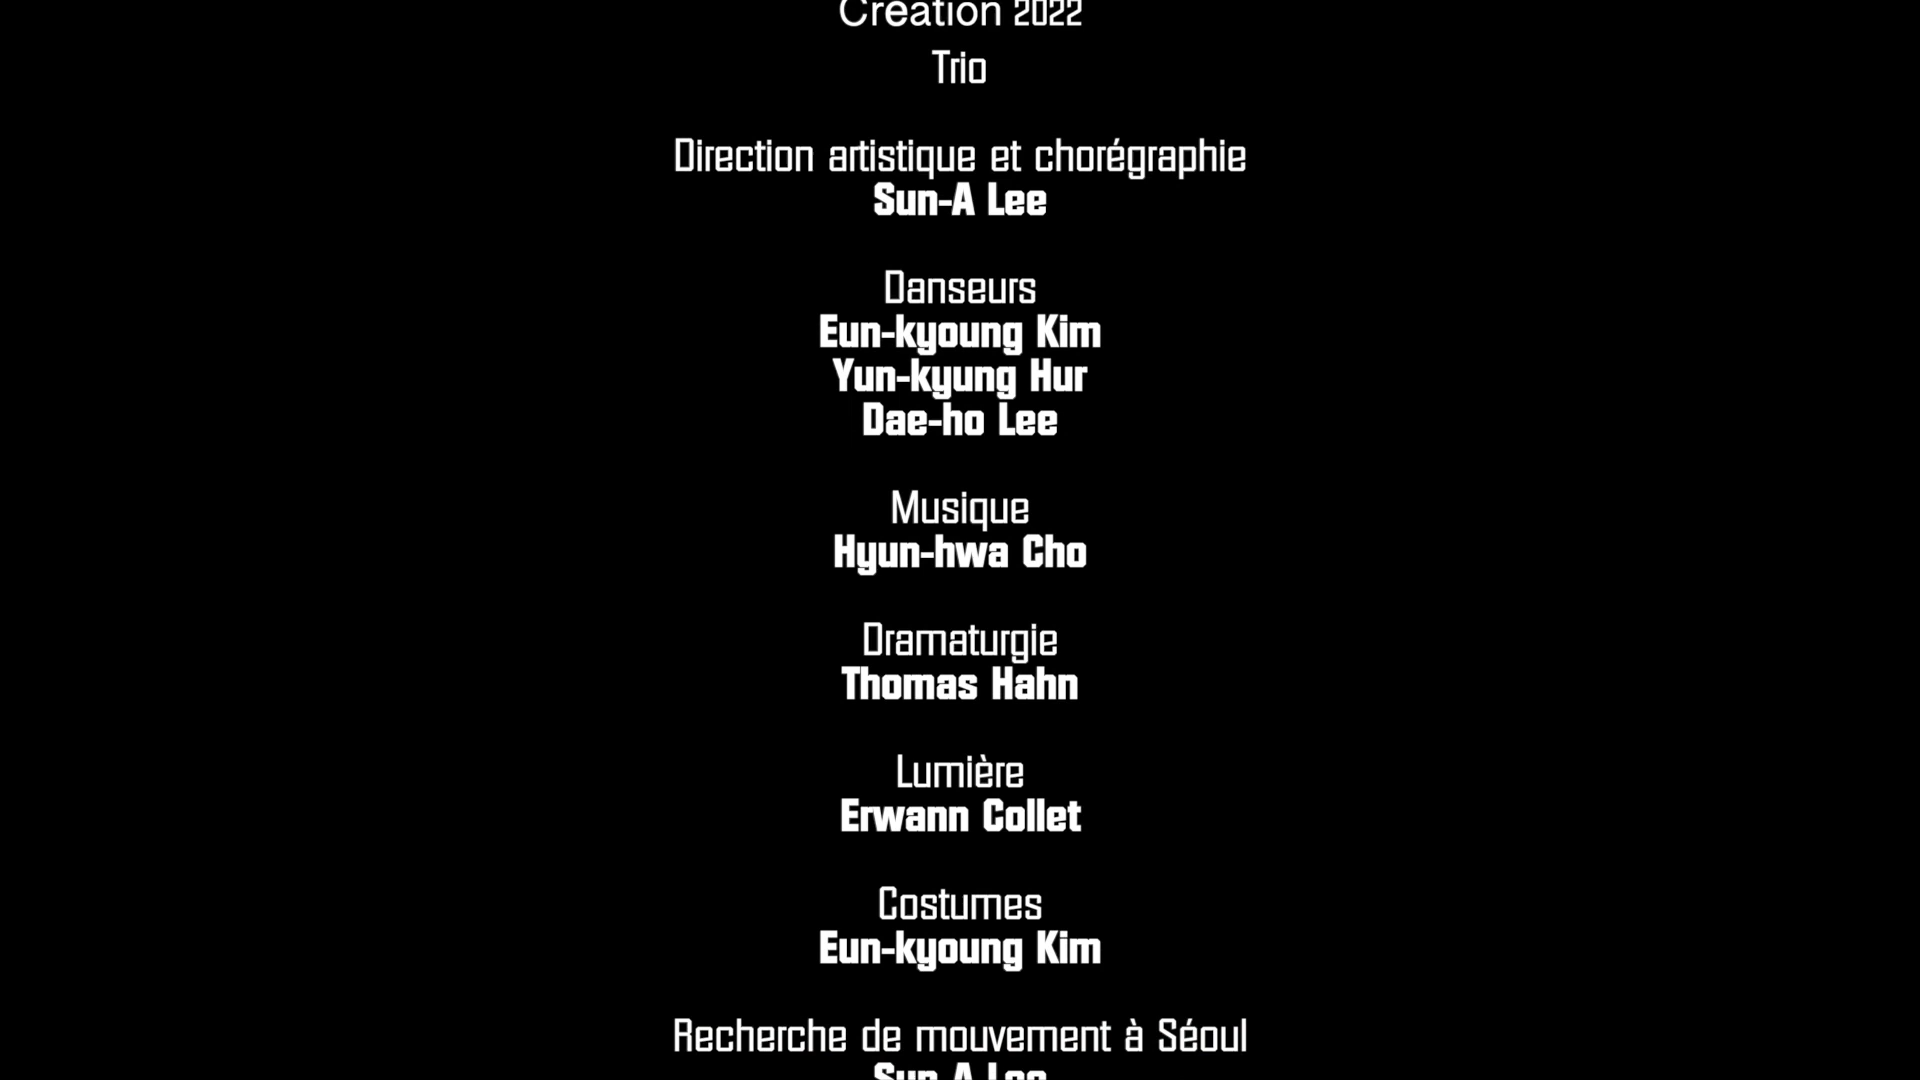 Création 2022
Trio
Direction artistique et chorégraphie
Sun-A Lee
Danseurs
Eun-kyoung Kim
Yun-kyung Hur
Dae-ho Lee
Musique
Hyun-hwa Cho
Dramaturgie
Thomas Hahn
Lumière
Erwann Collet
Costumes
Eun-kyoung Kim
Recherche de mouvement à Séoul
Sun-A Lee